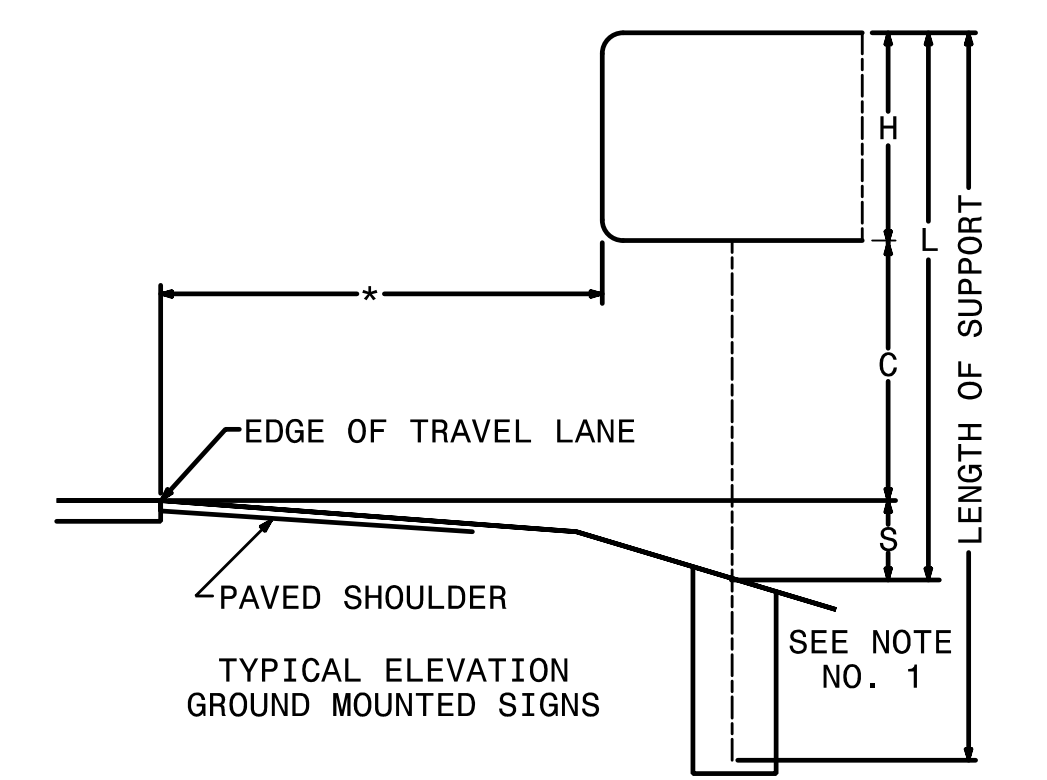 H
L
LENGTH OF SUPPORT
*
C
EDGE OF TRAVEL LANE
S
PAVED SHOULDER
SEE NOTE
NO. 1
TYPICAL ELEVATION
GROUND MOUNTED SIGNS